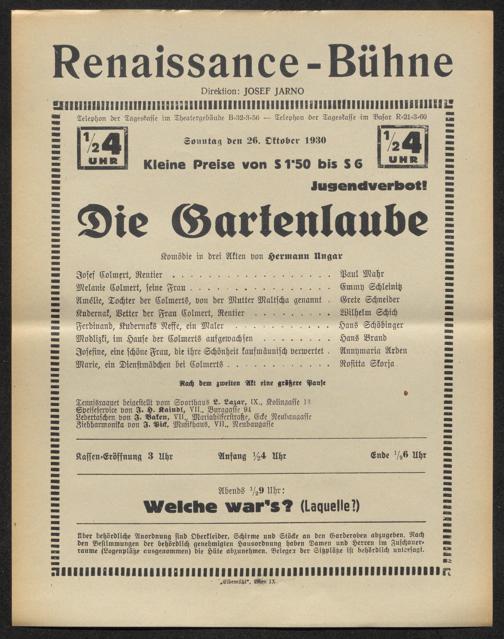 Renaissance-Bühne
Direktion: JOSEF JARNO
Telephon der Tageskasse im Theatergebäude B-32-3-56 — Telephon der Tageskasse im Basar R-21-3-60
1/2 4 UHR
Sonntag den 26. Oktober 1930
1/2 4 UHR
Kleine Preise von S 1·50 bis S 6
Jugendverbot!
Die Gartenlaube
Komödie in drei Akten von Hermann Ungar
Josef Colmert, Rentier . . . . . . . . . . . . . . . . . . Paul Mahr
Melanie Colmert, seine Frau . . . . . . . . . . . . . . . . Emmy Schleinitz
Amélie, Tochter der Colmerts, von der Mutter Maltscha genannt . Grete Schneider
Kudernak, Vetter der Frau Colmert, Rentier . . . . . . . . . Wilhelm Schich
Ferdinand, Kudernaks Neffe, ein Maler . . . . . . . . . . . Hans Schöbinger
Modlizki, im Hause der Colmerts aufgewachsen . . . . . . . . Hans Brand
Josefine, eine schöne Frau, die ihre Schönheit kaufmännisch verwertet . Annymaria Arden
Marie, ein Dienstmädchen bei Colmerts . . . . . . . . . . . Rositta Skorja
Nach dem zweiten Akt eine größere Pause
Tennisraquet beigestellt vom Sporthaus L. Lazar, IX., Kolingasse 13
Speiseservice von J. H. Kaindl, VII., Burggasse 94
Ledertaschen von J. Baken, VII., Mariahilferstraße, Ecke Neubaugasse
Ziehharmonika von J. Pick, Musikhaus, VII., Neubaugasse
Kassen-Eröffnung 3 Uhr Anfang ½4 Uhr Ende ½6 Uhr
Abends ½9 Uhr:
Welche war's? (Laquelle?)
Über behördliche Anordnung sind Oberkleider, Schirme und Stöcke an den Garderoben abzugeben. Nach
den Bestimmungen der behördlich genehmigten Hausordnung haben Damen und Herren im Zuschauer-
raume (Logenplätze ausgenommen) die Hüte abzunehmen. Belegen der Sitzplätze ist behördlich untersagt.
„Elbemühl", Wien IX.